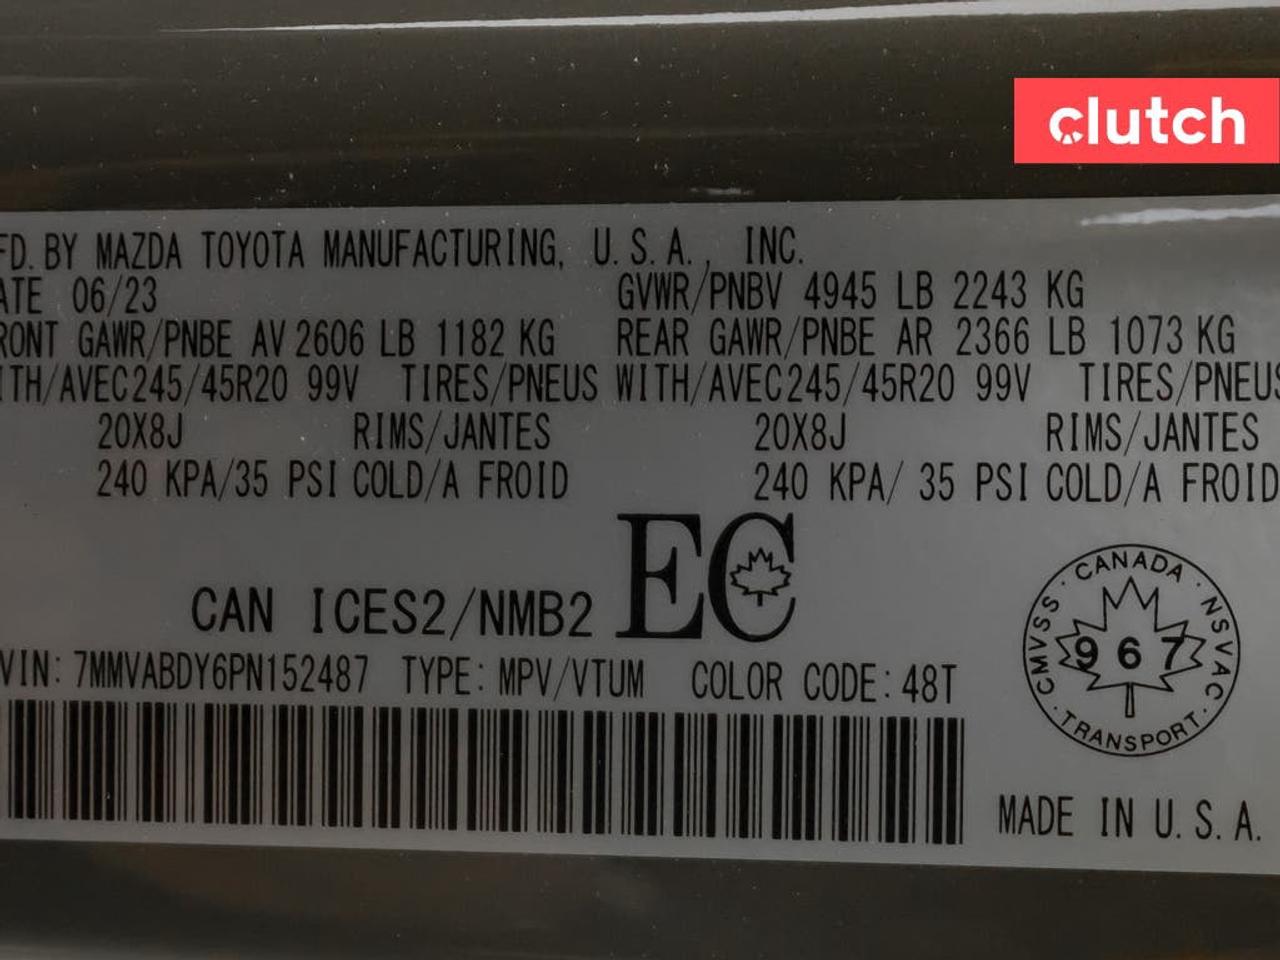 clutch
FD. BY MAZDA TOYOTA MANUFACTURING, U.S.A., INC.
ATE 06/23 GVWR/PNBV 4945 LB 2243 KG
RONT GAWR/PNBE AV 2606 LB 1182 KG REAR GAWR/PNBE AR 2366 LB 1073 KG
ITH/AVEC 245/45R20 99V TIRES/PNEUS WITH/AVEC 245/45R20 99V TIRES/PNEUS
20X8J RIMS/JANTES 20X8J RIMS/JANTES
240 KPA/35 PSI COLD/A FROID 240 KPA/ 35 PSI COLD/A FROID
CAN ICES2/NMB2 EC
VIN: 7MMVABDY6PN152487 TYPE: MPV/VTUM COLOR CODE: 48T
CANADA · NSVAC · TRANSPORT · CMVSS ·
967
MADE IN U.S.A.